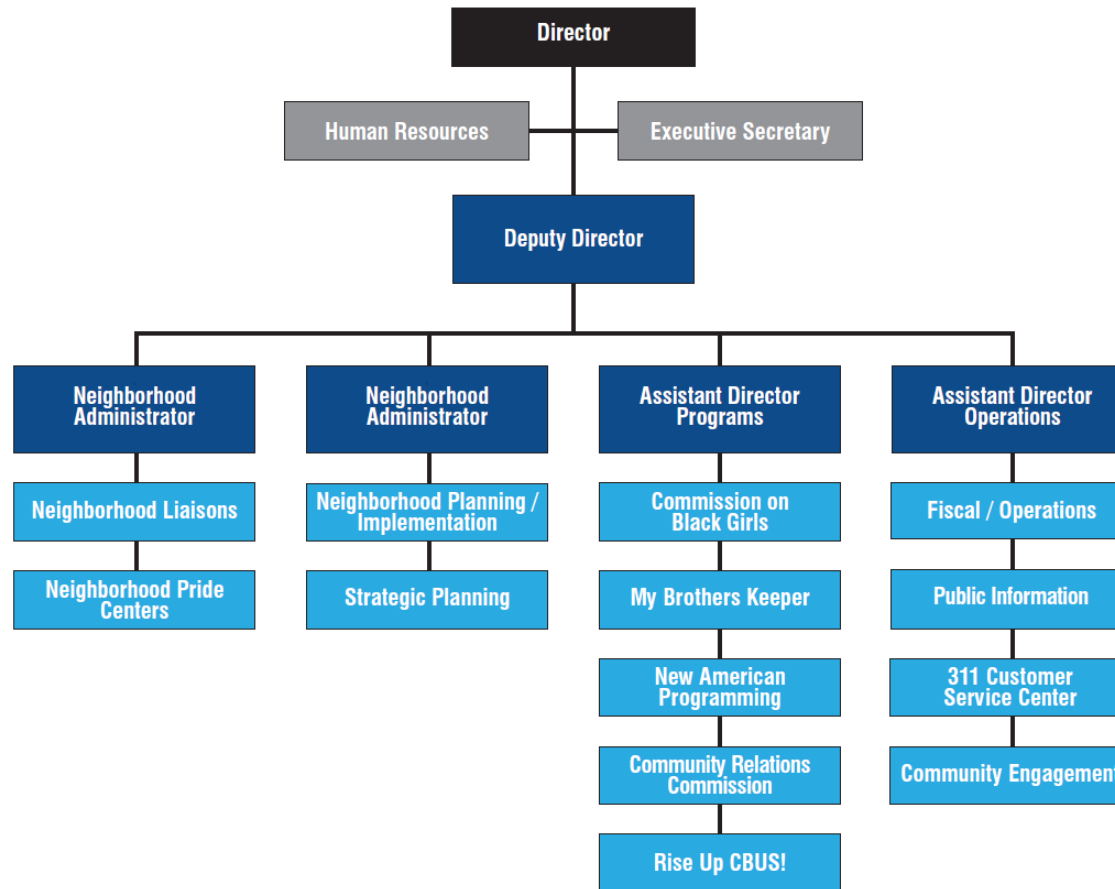 Director
Human Resources
Executive Secretary
Deputy Director
Neighborhood
Administrator
Neighborhood
Administrator
Assistant Director
Programs
Assistant Director
Operations
Neighborhood Liaisons
Neighborhood Planning /
Implementation
Commission on
Black Girls
Fiscal / Operations
Neighborhood Pride
Centers
Strategic Planning
My Brothers Keeper
Public Information
New American
Programming
311 Customer
Service Center
Community Relations
Commission
Community Engagement
Rise Up CBUS!